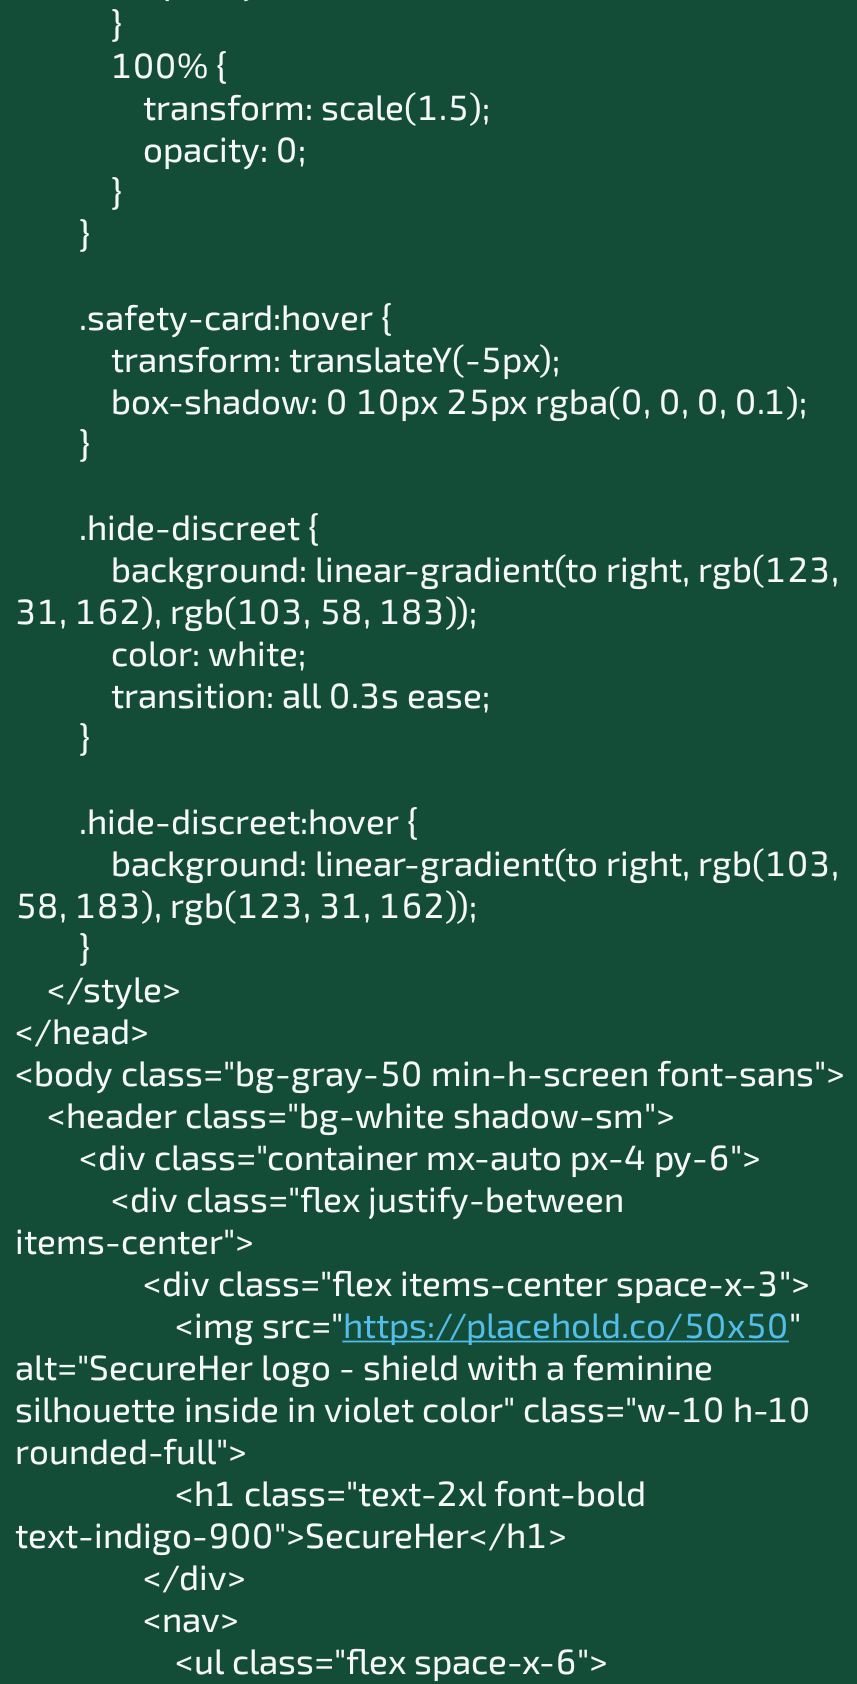 }
100% {
transform: scale(1.5);
opacity: 0;
}
}
.safety-card:hover {
transform: translateY(-5px);
box-shadow: 0 10px 25px rgba(0, 0, 0, 0.1);
}
.hide-discreet {
background: linear-gradient(to right, rgb(123,
31, 162), rgb(103, 58, 183));
color: white;
transition: all 0.3s ease;
}
.hide-discreet:hover {
background: linear-gradient(to right, rgb(103,
58, 183), rgb(123, 31, 162));
}
</style>
</head>
<body class="bg-gray-50 min-h-screen font-sans">
<header class="bg-white shadow-sm">
<div class="container mx-auto px-4 py-6">
<div class="flex justify-between
items-center">
<div class="flex items-center space-x-3">
<img src="https://placehold.co/50x50"
alt="SecureHer logo - shield with a feminine
silhouette inside in violet color" class="w-10 h-10
rounded-full">
<h1 class="text-2xl font-bold
text-indigo-900">SecureHer</h1>
</div>
<nav>
<ul class="flex space-x-6">